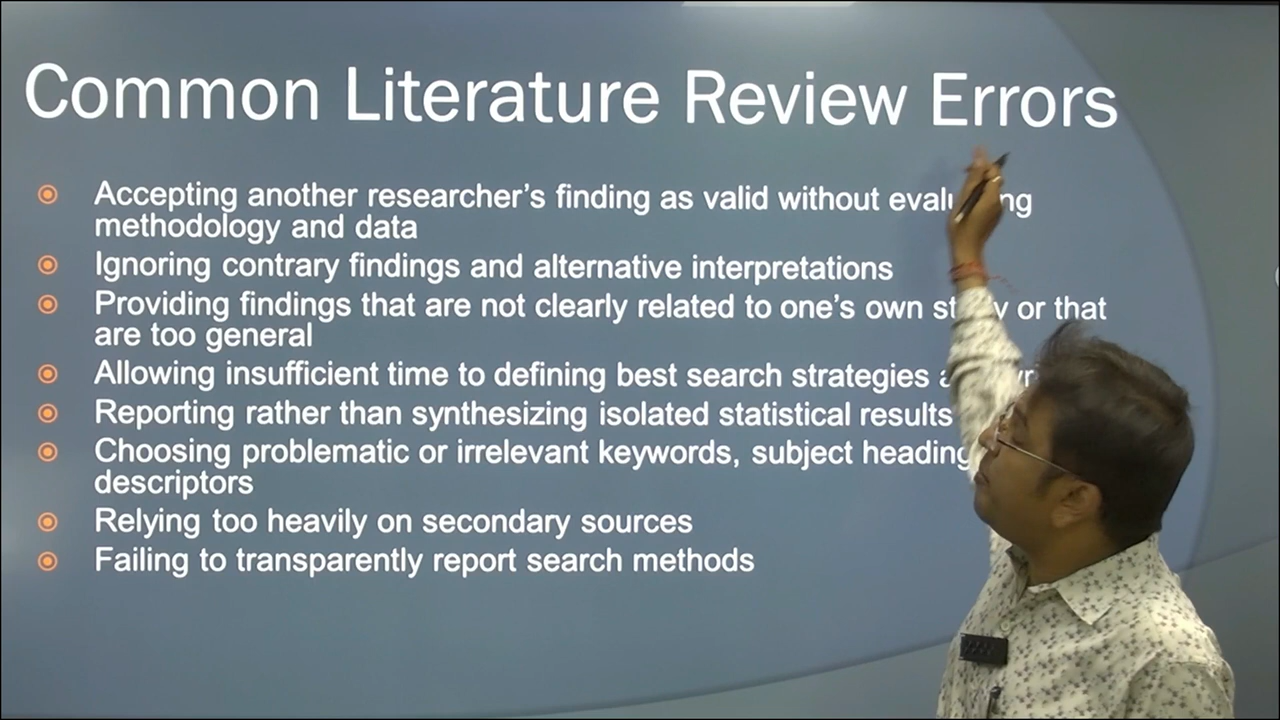 Common Literature Review Errors
Accepting another researcher's finding as valid without
methodology and data
Ignoring contrary findings and alternative interpretations
Providing findings that are not clearly related to one's own or that
are too general
Allowing insufficient time to defining best search strategies
Reporting rather than synthesizing isolated statistical results
Choosing problematic or irrelevant keywords, subject
descriptors
Relying too heavily on secondary sources
Failing to transparently report search methods